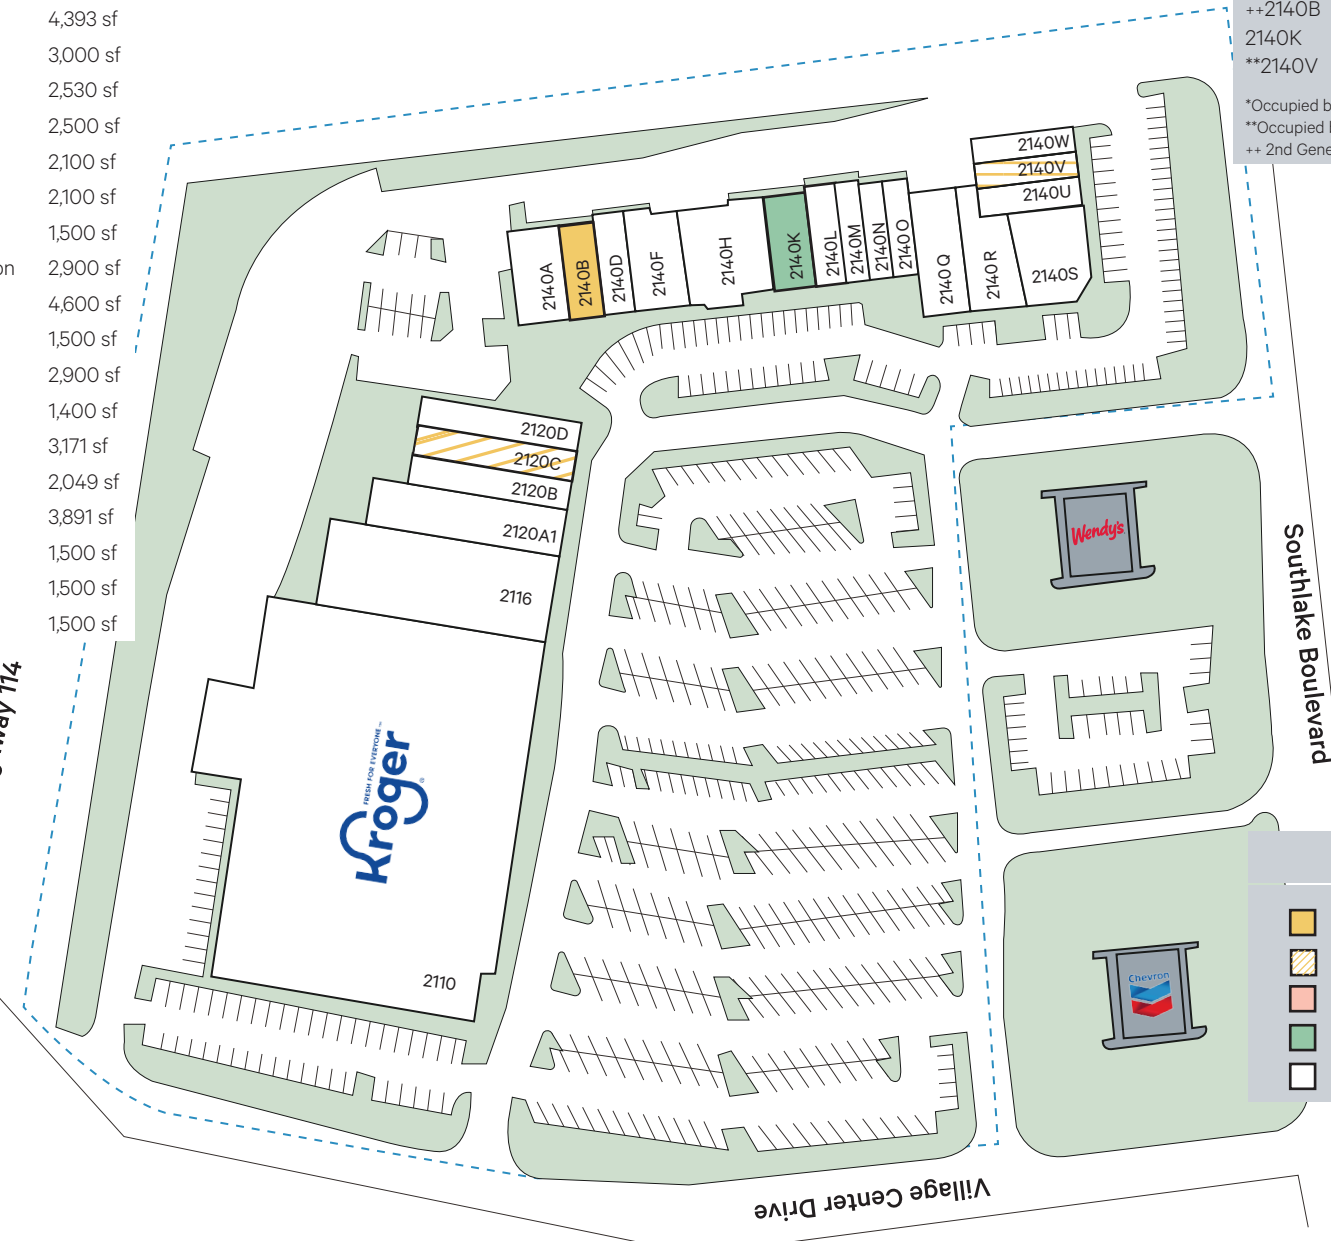 4,393 sf
3,000 sf
2,530 sf
2,500 sf
2,100 sf
2,100 sf
1,500 sf
on
2,900 sf
4,600 sf
1,500 sf
2,900 sf
1,400 sf
3,171 sf
2,049 sf
3,891 sf
1,500 sf
1,500 sf
1,500 sf
++2140B
2140K
**2140V
*Occupied b
**Occupied
++ 2nd Gene
2140W
2140V
2140U
2140A
2140B
2140D
2140F
2140H
2140K
2140L
2140M
2140N
2140O
2140Q
2140R
2140S
2120D
2120C
2120B
2120A1
2116
2110
FRESH FOR EVERYONE™
Kroger®
Wendy's
Chevron
Southlake Boulevard
Village Center Drive
way 114